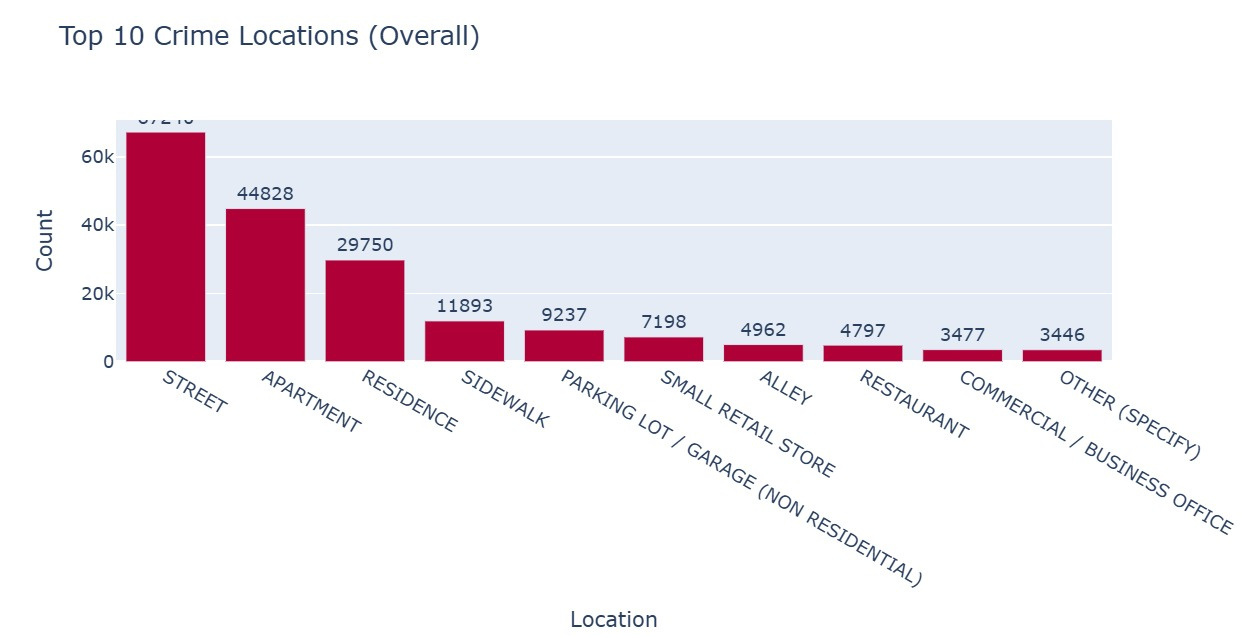 Top 10 Crime Locations (Overall)
44828
29750
11893
9237
7198
4962
4797
3477
3446
60k
40k
20k
0
Count
STREET
APARTMENT
RESIDENCE
SIDEWALK
PARKING LOT / GARAGE (NON RESIDENTIAL)
SMALL RETAIL STORE
ALLEY
RESTAURANT
COMMERCIAL / BUSINESS OFFICE
OTHER (SPECIFY)
Location